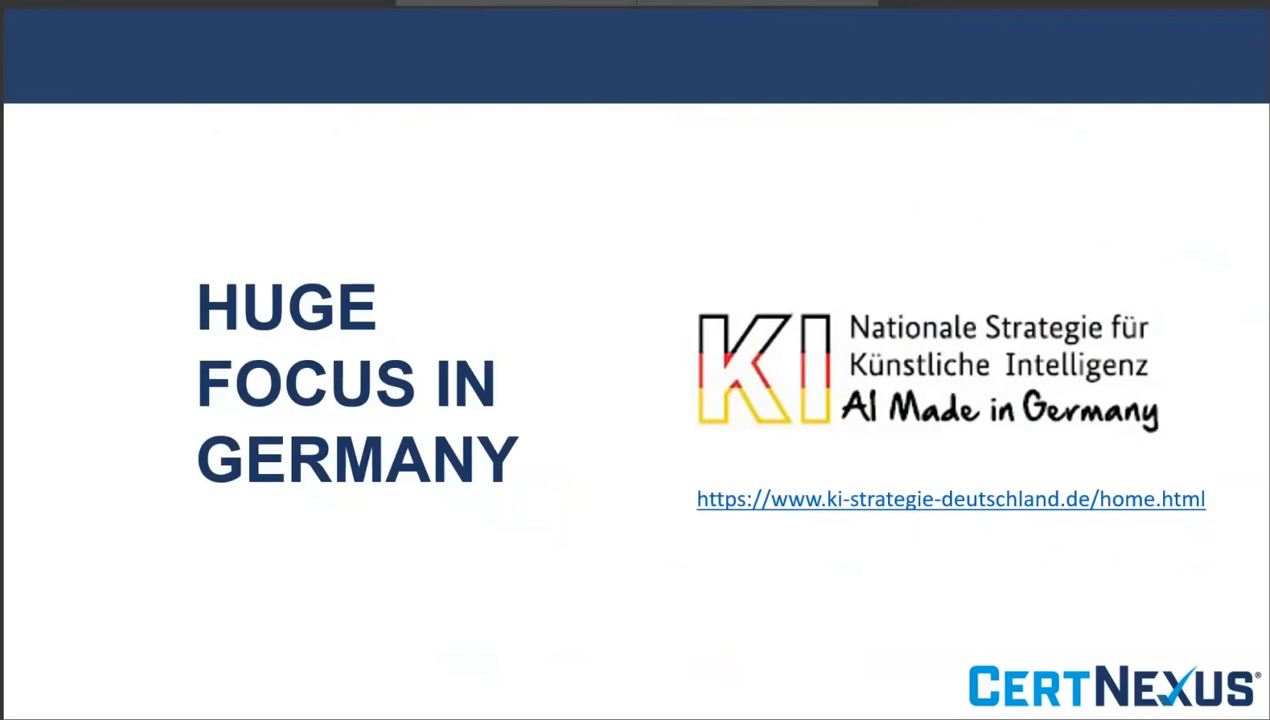 HUGE
FOCUS IN
GERMANY
KI
Nationale Strategie für
Künstliche Intelligenz
AI Made in Germany
https://www.ki-strategie-deutschland.de/home.html
CERTNEXUS®